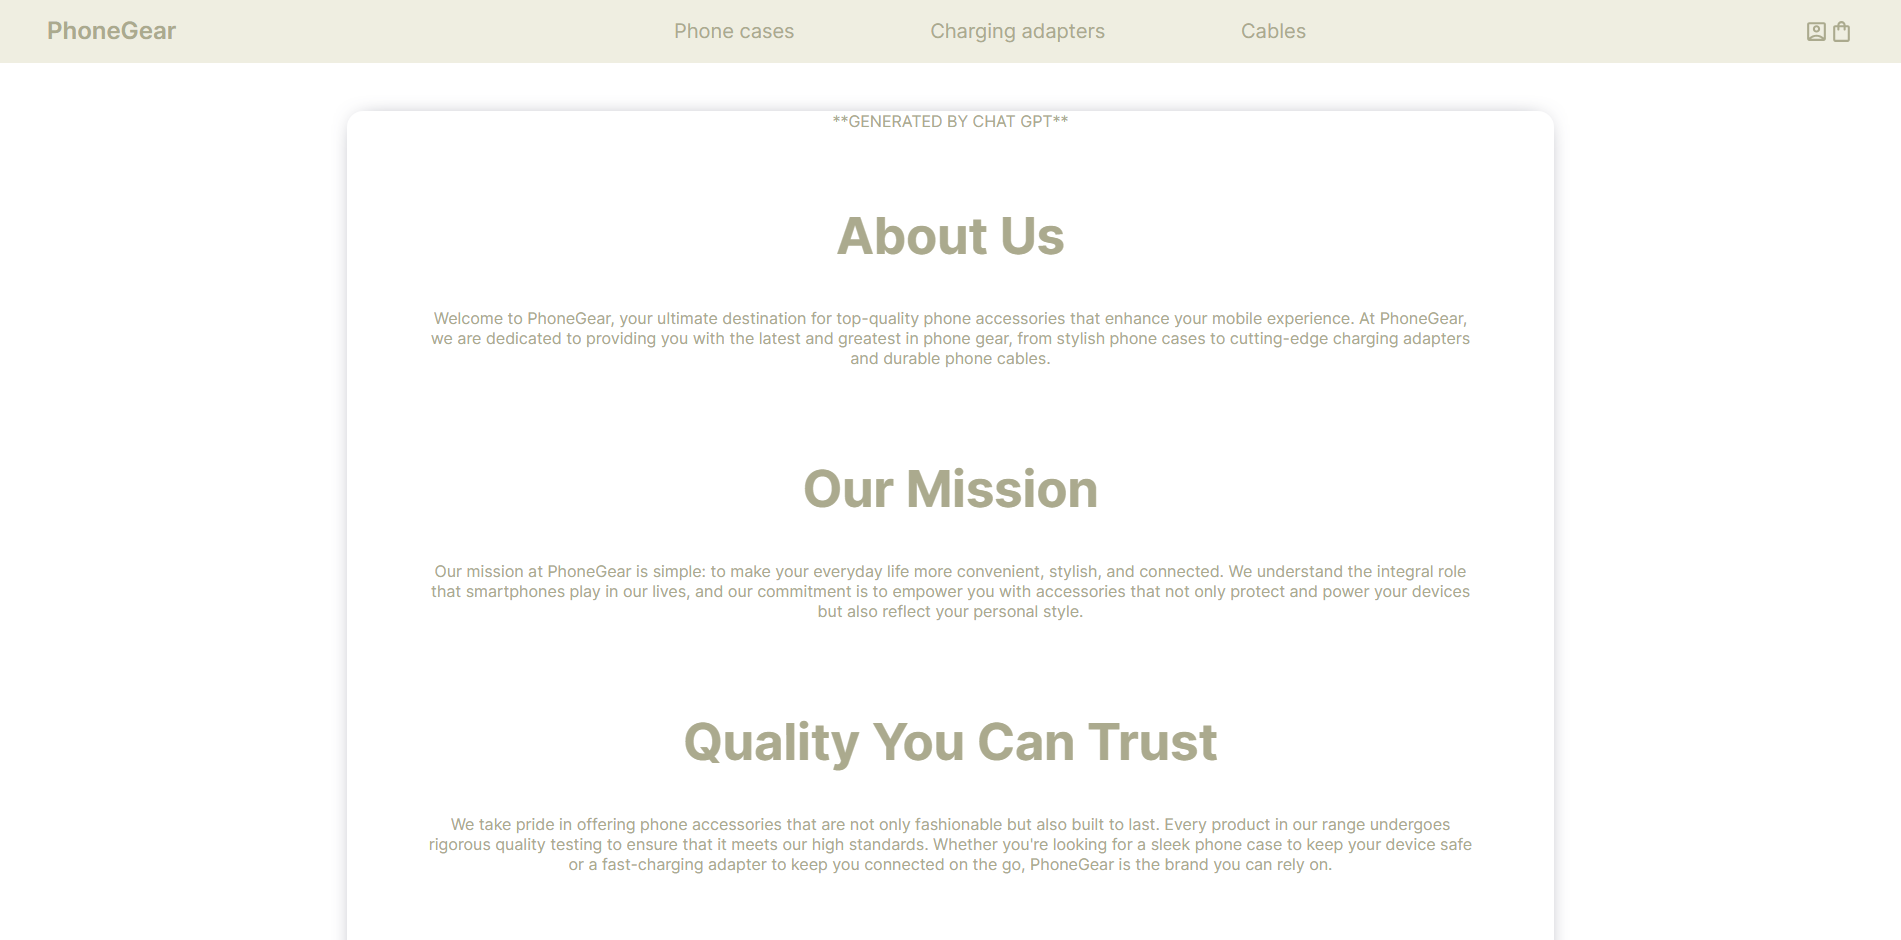 PhoneGear
Phone cases
Charging adapters
Cables
**GENERATED BY CHAT GPT**
About Us
Welcome to PhoneGear, your ultimate destination for top-quality phone accessories that enhance your mobile experience. At PhoneGear,
we are dedicated to providing you with the latest and greatest in phone gear, from stylish phone cases to cutting-edge charging adapters
and durable phone cables.
Our Mission
Our mission at PhoneGear is simple: to make your everyday life more convenient, stylish, and connected. We understand the integral role
that smartphones play in our lives, and our commitment is to empower you with accessories that not only protect and power your devices
but also reflect your personal style.
Quality You Can Trust
We take pride in offering phone accessories that are not only fashionable but also built to last. Every product in our range undergoes
rigorous quality testing to ensure that it meets our high standards. Whether you're looking for a sleek phone case to keep your device safe
or a fast-charging adapter to keep you connected on the go, PhoneGear is the brand you can rely on.